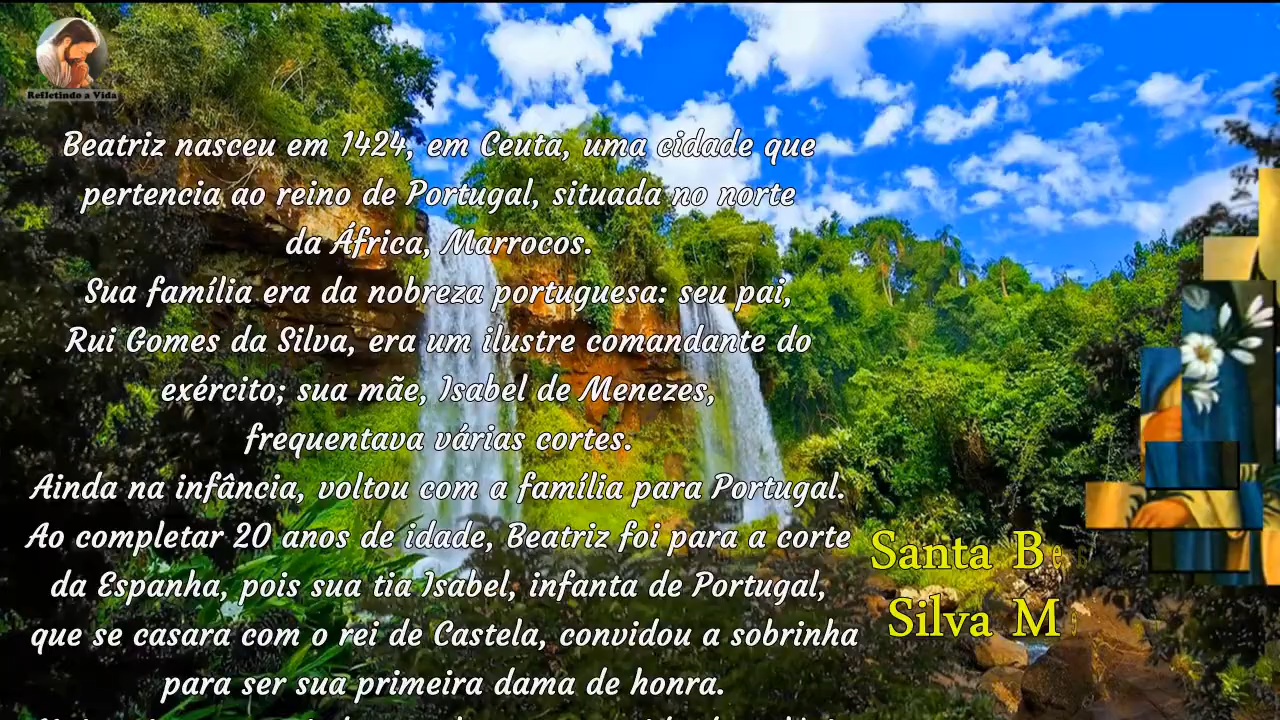 Refletindo a Vida
Beatriz nasceu em 1424, em Ceuta, uma cidade que
pertencia ao reino de Portugal, situada no norte
da África, Marrocos.
Sua família era da nobreza portuguesa: seu pai,
Rui Gomes da Silva, era um ilustre comandante do
exército; sua mãe, Isabel de Menezes,
frequentava várias cortes.
Ainda na infância, voltou com a família para Portugal.
Ao completar 20 anos de idade, Beatriz foi para a corte
da Espanha, pois sua tia Isabel, infanta de Portugal,
que se casara com o rei de Castela, convidou a sobrinha
para ser sua primeira dama de honra.
Santa Be
Silva M